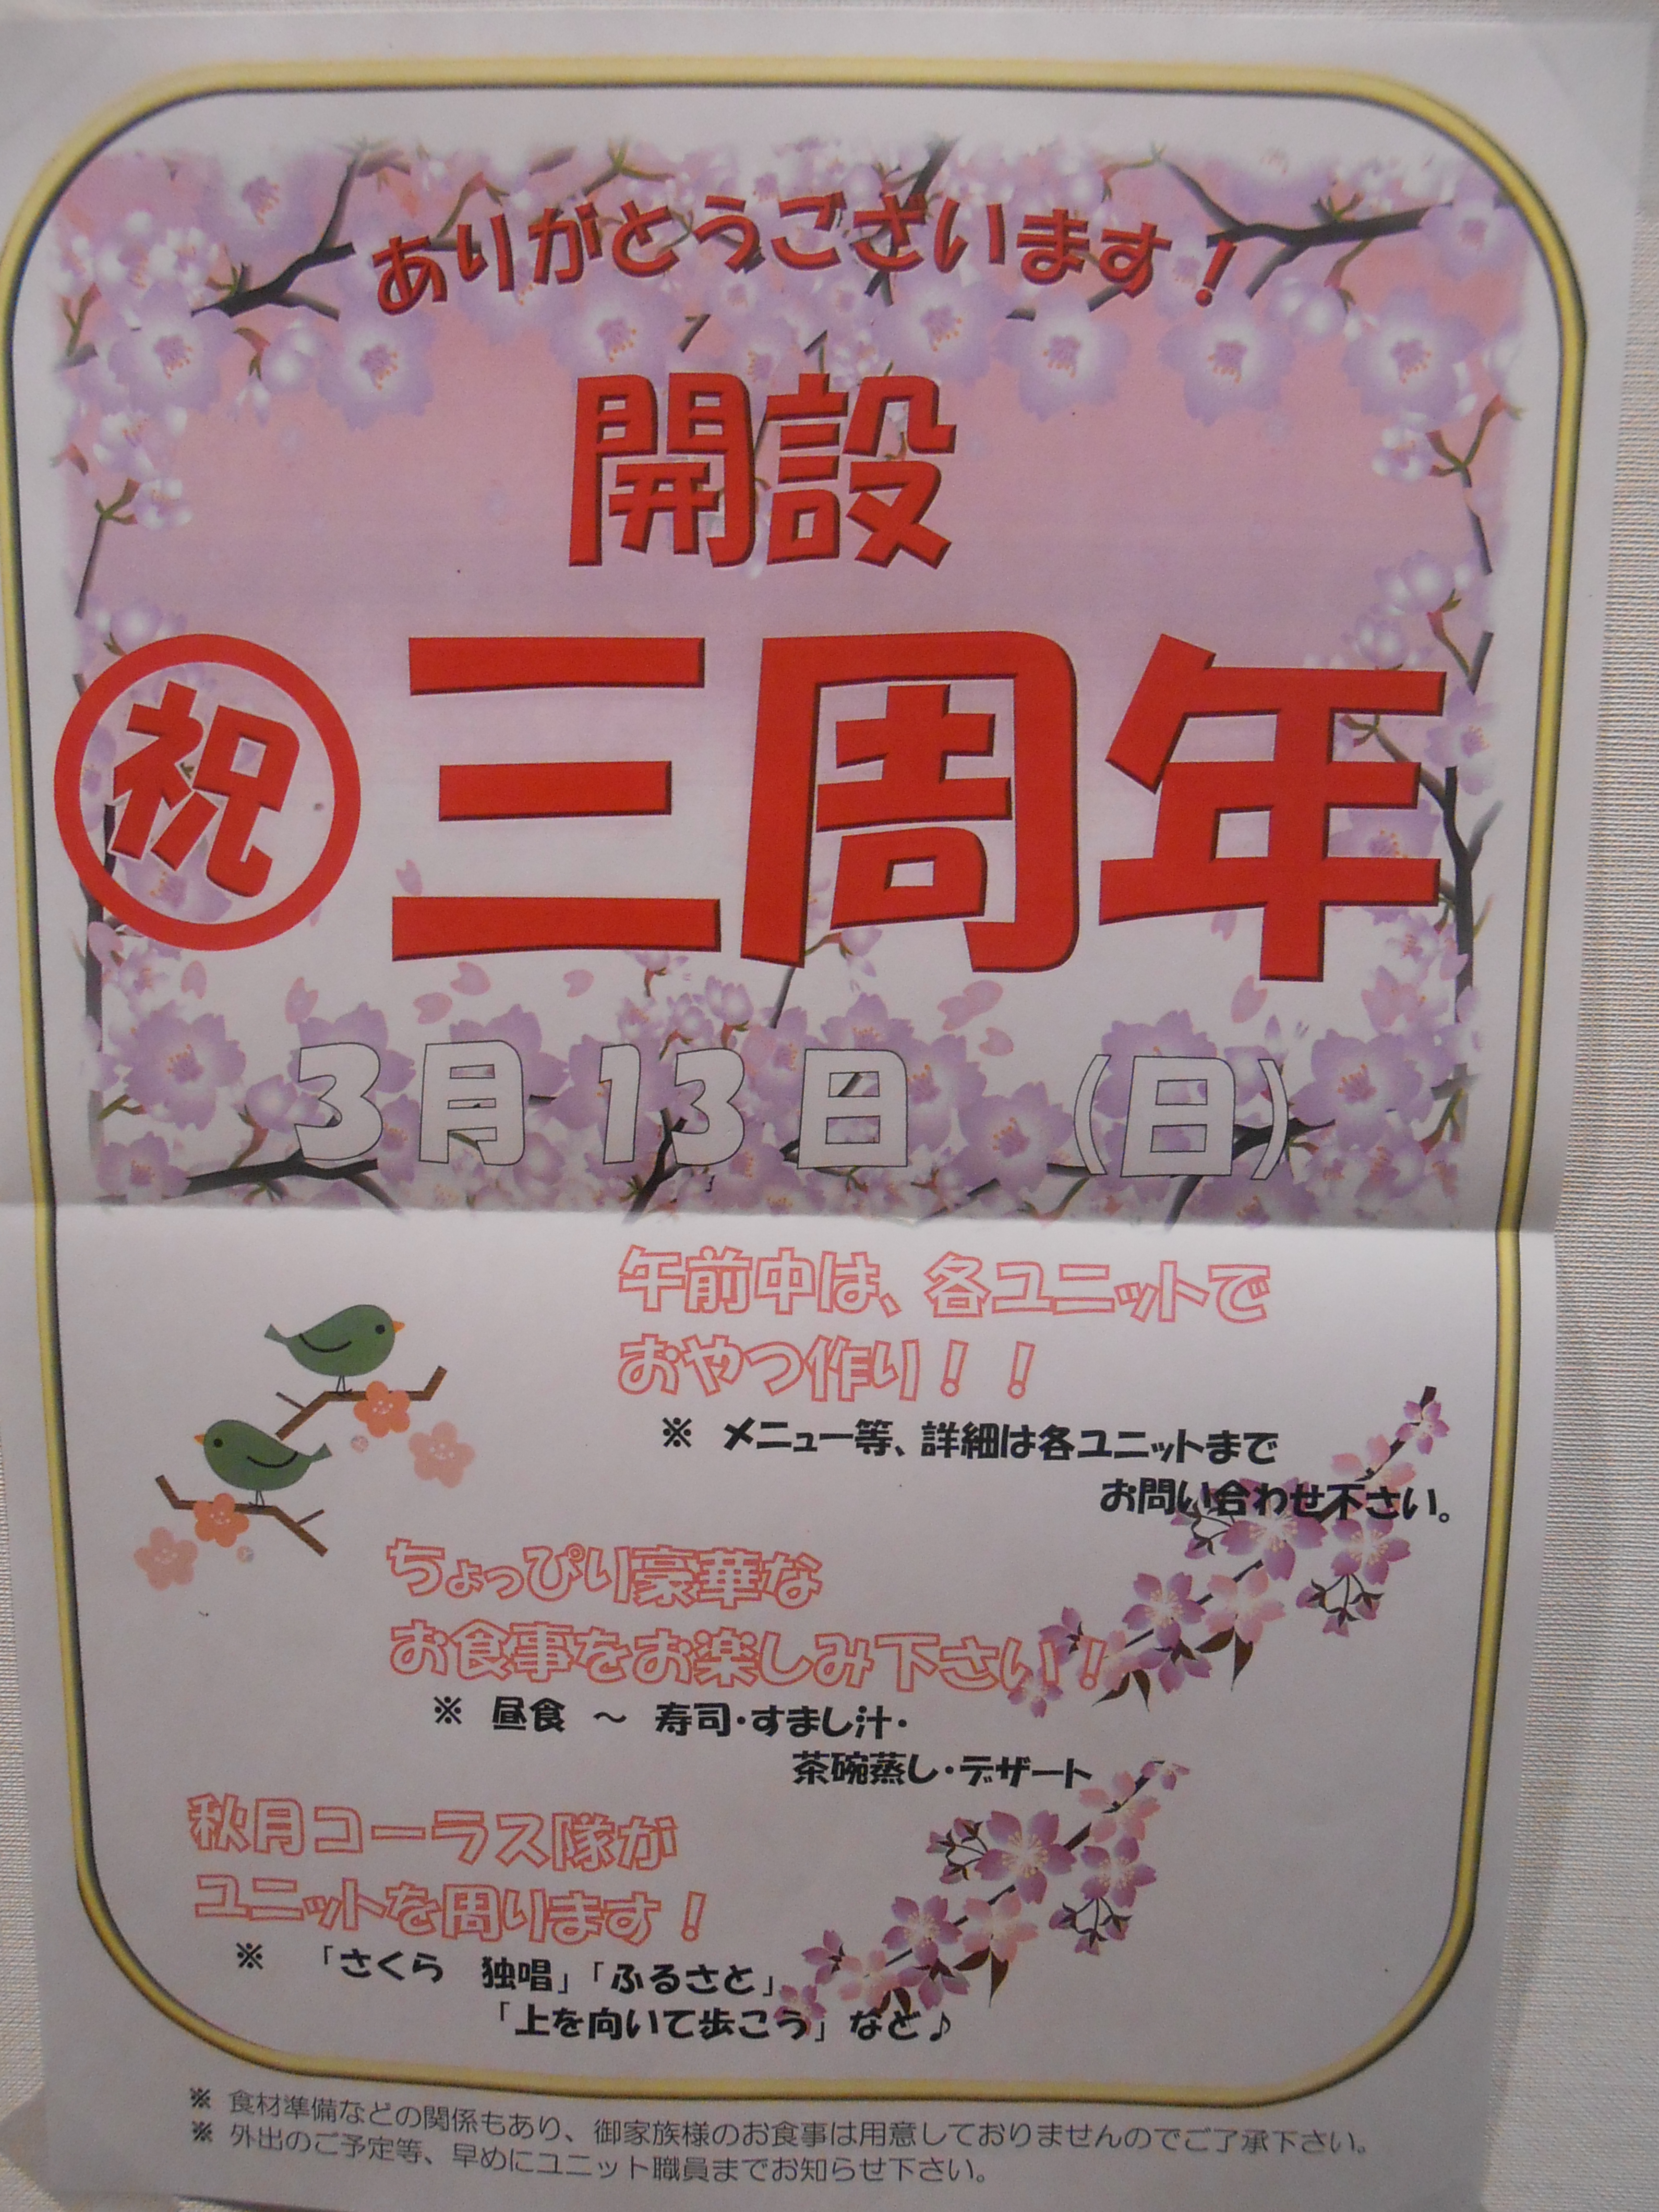 ありがとうございます!
開設
祝 三周年
3月13日 (日)
午前中は、各ユニットで
おやつ作り!!
※ メニュー等、詳細は各ユニットまで
お問い合わせ下さい。
ちょっぴり豪華な
お食事をお楽しみ下さい!
※ 昼食 ～ 寿司・すまし汁・
茶碗蒸し・デザート
秋月コーラス隊が
ユニットを周ります!
※ 「さくら 独唱」「ふるさと」
「上を向いて歩こう」など♪
※ 食材準備などの関係もあり、御家族様のお食事は用意しておりませんのでご了承下さい。
※ 外出のご予定等、早めにユニット職員までお知らせ下さい。